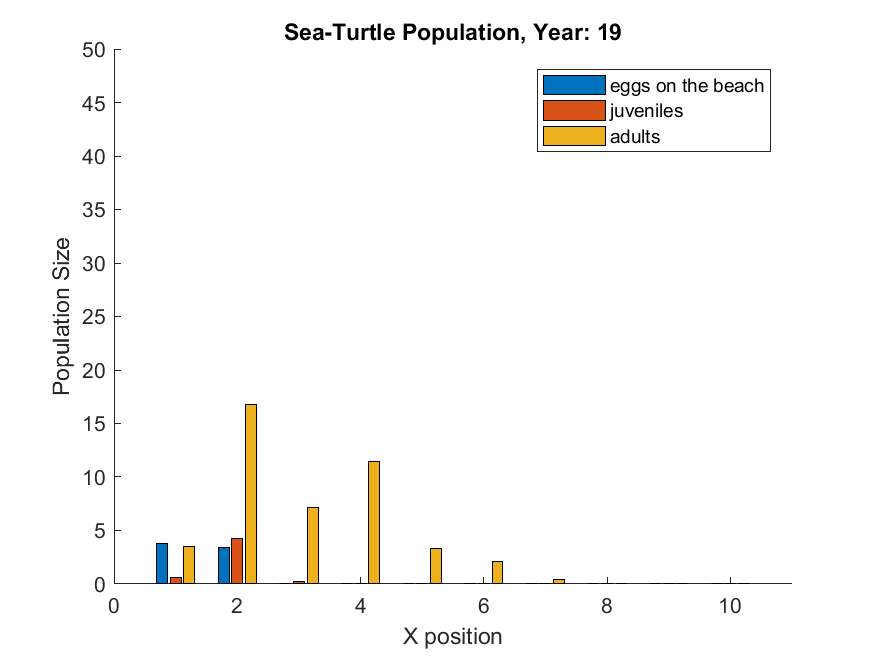 Sea-Turtle Population, Year: 19
50
45
40
35
30
25
20
15
10
5
0
Population Size
eggs on the beach
juveniles
adults
0 2 4 6 8 10
X position